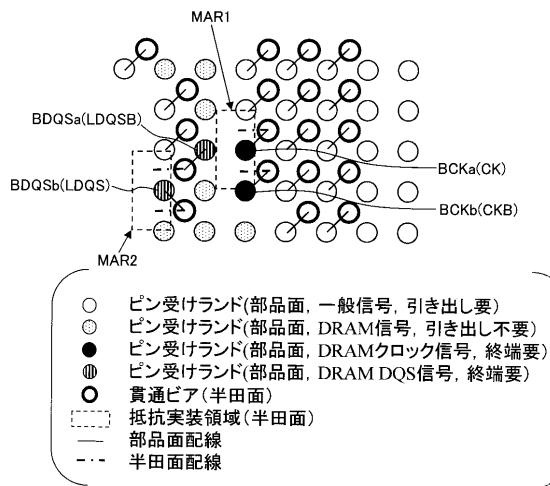 MAR1
MAR2
BDQSa(LDQSB)
BDQSb(LDQS)
BCKa(CK)
BCKb(CKB)
MAR2
ピン受けランド(部品面, 一般信号, 引き出し要)
ピン受けランド(部品面, DRAM信号, 引き出し不要)
ピン受けランド(部品面, DRAMクロック信号, 終端要)
ピン受けランド(部品面, DRAM DQS信号, 終端要)
貫通ビア(半田面)
抵抗実装領域(半田面)
部品面配線
半田面配線